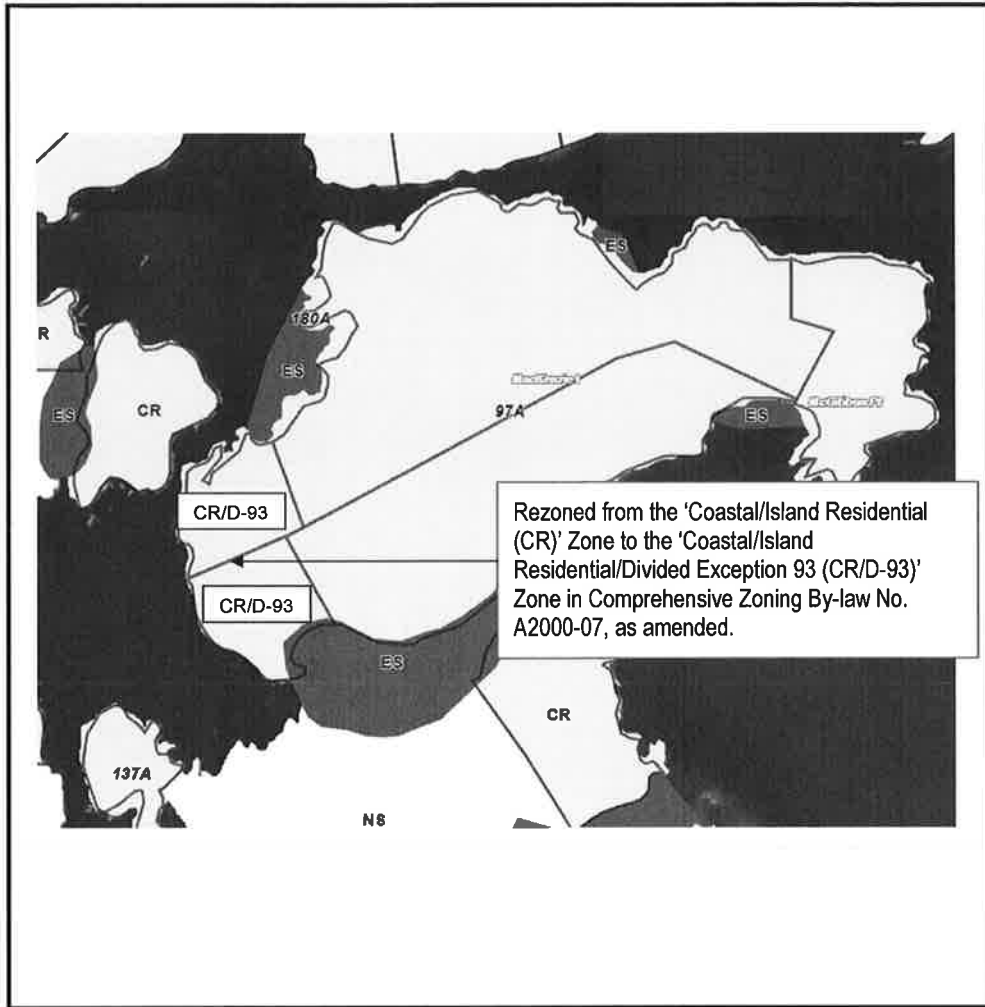 ES
180A
R
ES
ES
CR
97A
ES
CR/D-93
CR/D-93
Rezoned from the ‘Coastal/Island Residential
(CR)’ Zone to the ‘Coastal/Island
Residential/Divided Exception 93 (CR/D-93)’
Zone in Comprehensive Zoning By-law No.
A2000-07, as amended.
ES
CR
137A
NS